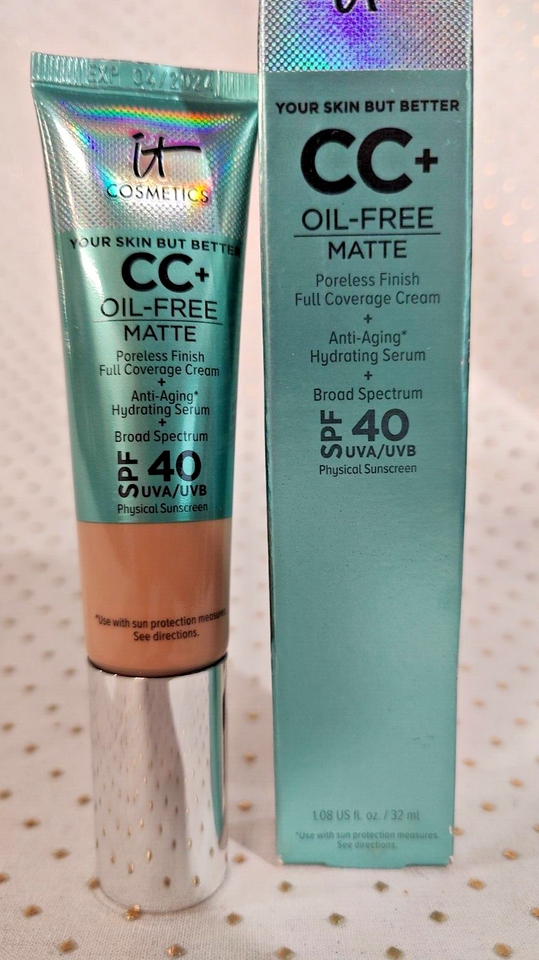 EXP 04/2024
it
COSMETICS
YOUR SKIN BUT BETTER
CC+
OIL-FREE
MATTE
Poreless Finish
Full Coverage Cream
+
Anti-Aging*
Hydrating Serum
+
Broad Spectrum
SPF 40
UVA/UVB
Physical Sunscreen
*Use with sun protection measures.
See directions.
it
YOUR SKIN BUT BETTER
CC+
OIL-FREE
MATTE
Poreless Finish
Full Coverage Cream
+
Anti-Aging*
Hydrating Serum
+
Broad Spectrum
SPF 40
UVA/UVB
Physical Sunscreen
1.08 US fl. oz. / 32 ml
*Use with sun protection measures.
See directions.